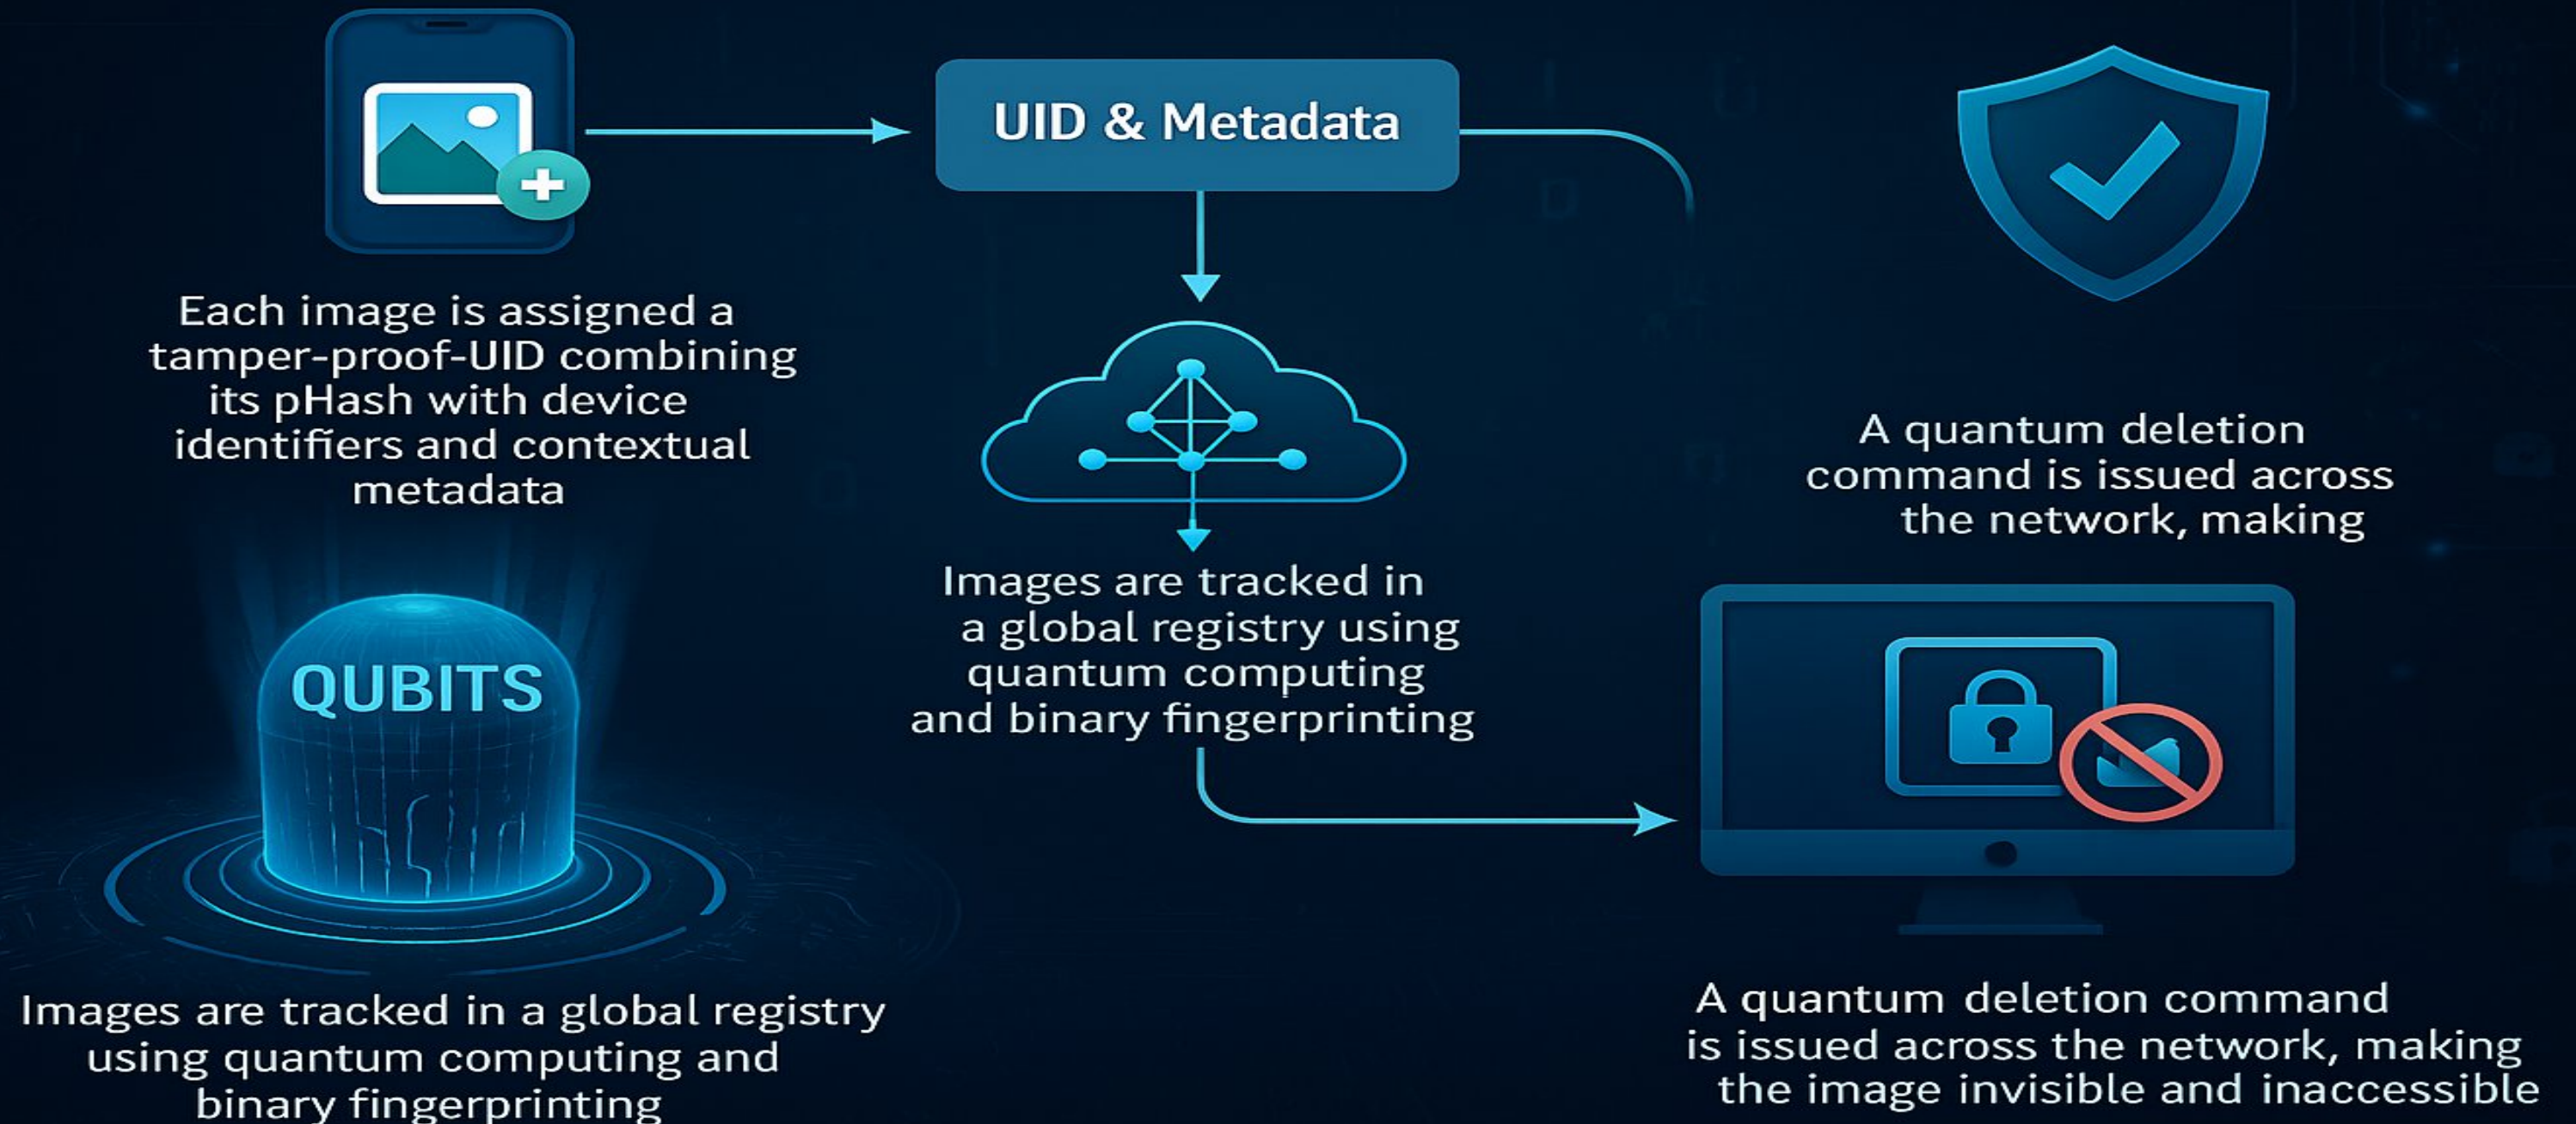 UID & Metadata
Each image is assigned a
tamper-proof-UID combining
its pHash with device
identifiers and contextual
metadata
QUBITS
Images are tracked in a global registry
using quantum computing and
binary fingerprinting
Images are tracked in
a global registry using
quantum computing
and binary fingerprinting
A quantum deletion
command is issued across
the network, making
A quantum deletion command
is issued across the network, making
the image invisible and inaccessible